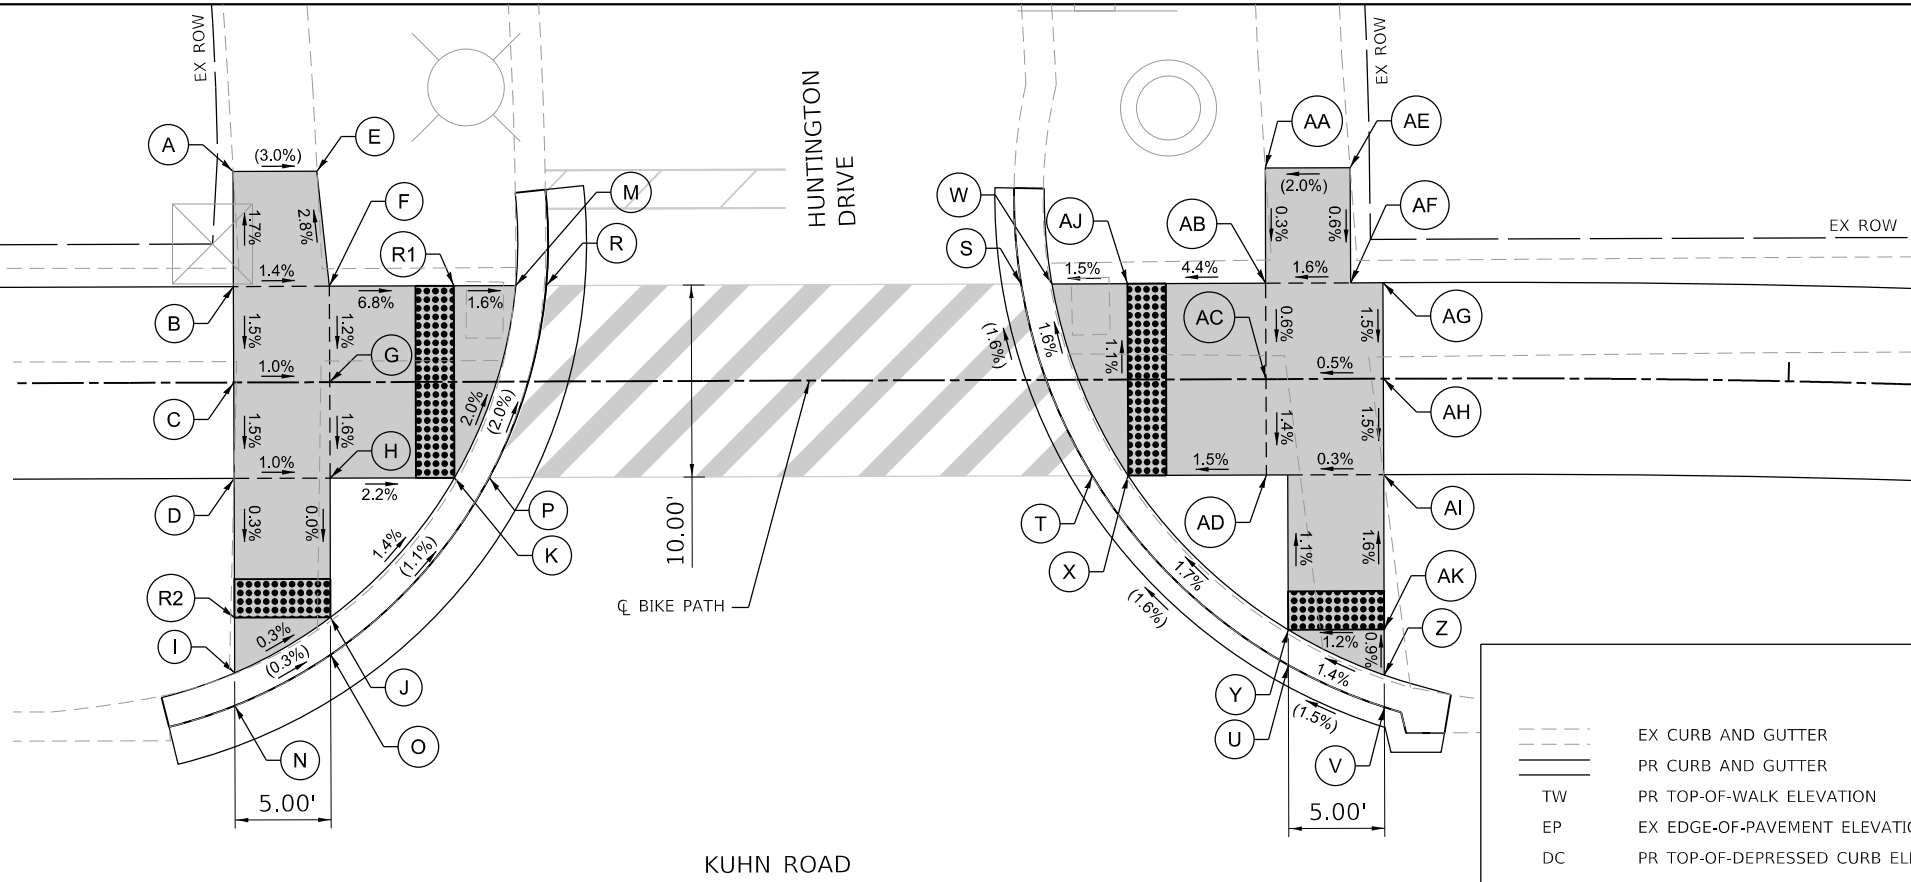 EX ROW
EX ROW
HUNTINGTON
DRIVE
A
(3.0%)
E
AA
AE
(2.0%)
1.7%
2.8%
F
M
W
AJ
AB
0.3%
0.6%
AF
EX ROW
R1
R
S
1.4%
6.8%
1.6%
1.5%
4.4%
1.6%
B
1.5%
1.2%
G
(1.6%)
1.6%
1.1%
AC
0.6%
1.5%
AG
1.0%
0.5%
C
1.5%
1.6%
2.0%
(2.0%)
1.4%
1.5%
AH
H
1.0%
2.2%
1.5%
0.3%
D
0.3%
0.0%
P
10.00'
T
AD
AI
1.4%
(1.1%)
K
X
1.1%
1.6%
R2
℄ BIKE PATH
1.7%
(1.6%)
AK
I
0.3%
(0.3%)
1.2%
0.9%
Z
J
Y
1.4%
O
U
(1.5%)
N
V
5.00'
5.00'
KUHN ROAD
EX CURB AND GUTTER
PR CURB AND GUTTER
TW PR TOP-OF-WALK ELEVATION
EP EX EDGE-OF-PAVEMENT ELEVATIO
DC PR TOP-OF-DEPRESSED CURB ELE